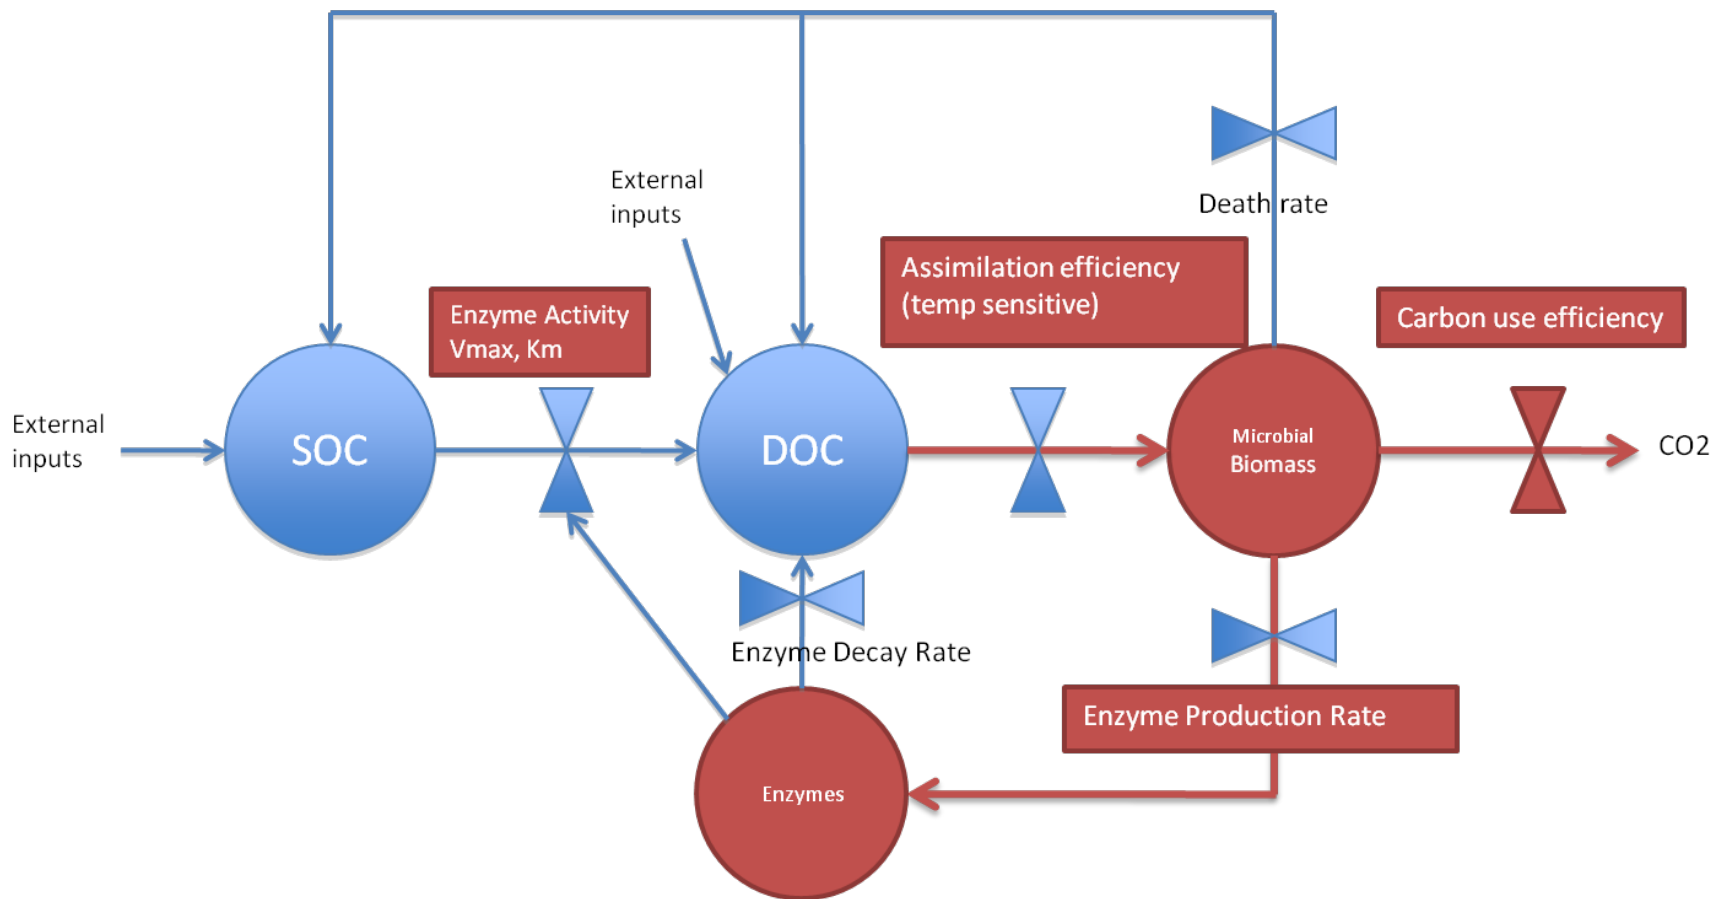 External
inputs
Death rate
Assimilation efficiency
(temp sensitive)
Enzyme Activity
Vmax, Km
Carbon use efficiency
External
inputs
SOC
DOC
Microbial
Biomass
CO2
Enzyme Decay Rate
Enzyme Production Rate
Enzymes